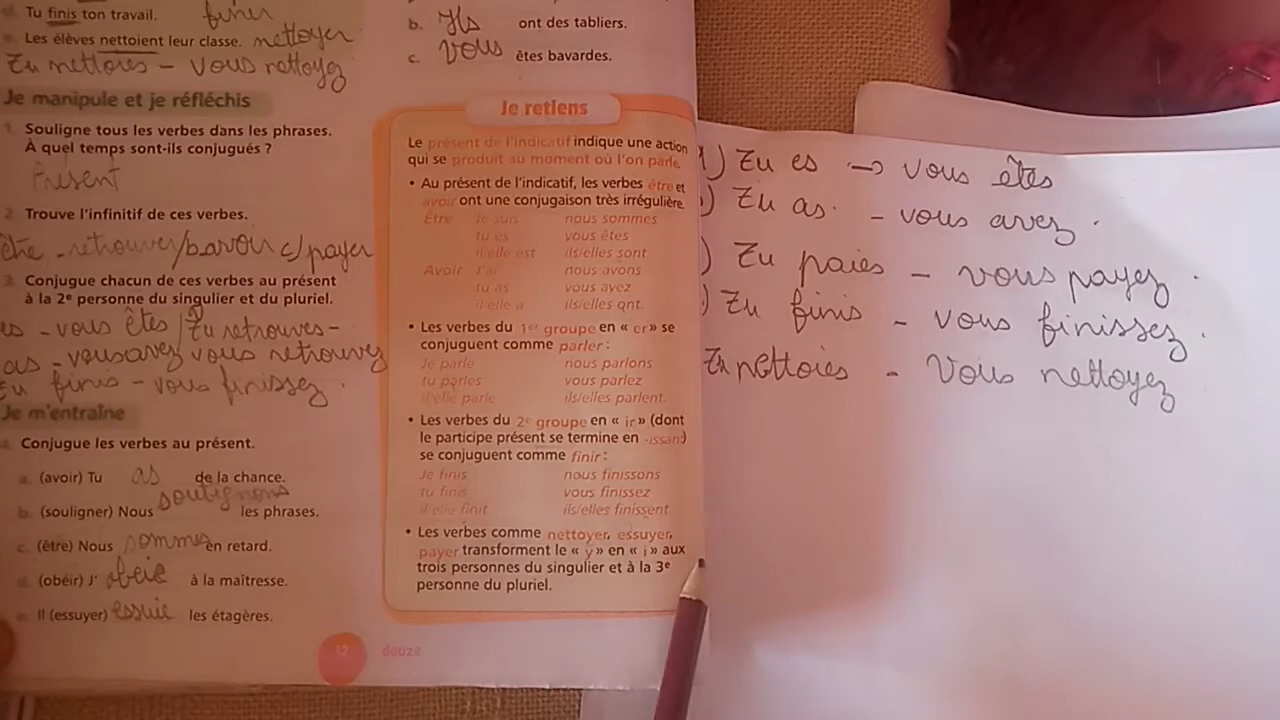 d. Tu finis ton travail. finir
e. Les élèves nettoient leur classe. nettoyer
Tu nettoies - vous nettoyez
Je manipule et je réfléchis
1. Souligne tous les verbes dans les phrases.
À quel temps sont-ils conjugués ?
Présent
2. Trouve l'infinitif de ces verbes.
être - retrouver/b avoir c/payer
3. Conjugue chacun de ces verbes au présent
à la 2e personne du singulier et du pluriel.
es - vous êtes / Tu retrouves -
as - vous avez vous retrouvez
Tu finis - vous finissez.
Je m'entraîne
4. Conjugue les verbes au présent.
a. (avoir) Tu as de la chance.
b. (souligner) Nous soulignons les phrases.
c. (être) Nous sommes en retard.
d. (obéir) J' obeie à la maîtresse.
e. Il (essuyer) essuie les étagères.
12 douze
b. Ils ont des tabliers.
c. vous êtes bavardes.
Je retiens
Le présent de l'indicatif indique une action
qui se produit au moment où l'on parle.
• Au présent de l'indicatif, les verbes être et
avoir ont une conjugaison très irrégulière.
Être Je suis nous sommes
tu es vous êtes
il/elle est ils/elles sont
Avoir J'ai nous avons
tu as vous avez
il/elle a ils/elles ont.
• Les verbes du 1er groupe en « er » se
conjuguent comme parler :
Je parle nous parlons
tu parles vous parlez
il/elle parle ils/elles parlent.
• Les verbes du 2e groupe en « ir » (dont
le participe présent se termine en -issant)
se conjuguent comme finir :
Je finis nous finissons
tu finis vous finissez
il/elle finit ils/elles finissent
• Les verbes comme nettoyer, essuyer,
payer transforment le « y » en « i » aux
trois personnes du singulier et à la 3e
personne du pluriel.
) Tu es → vous êtes
) Tu as. - vous avez.
) Tu paies - vous payez.
) Tu finis - vous finissez.
Tu nettoies - Vous nettoyez